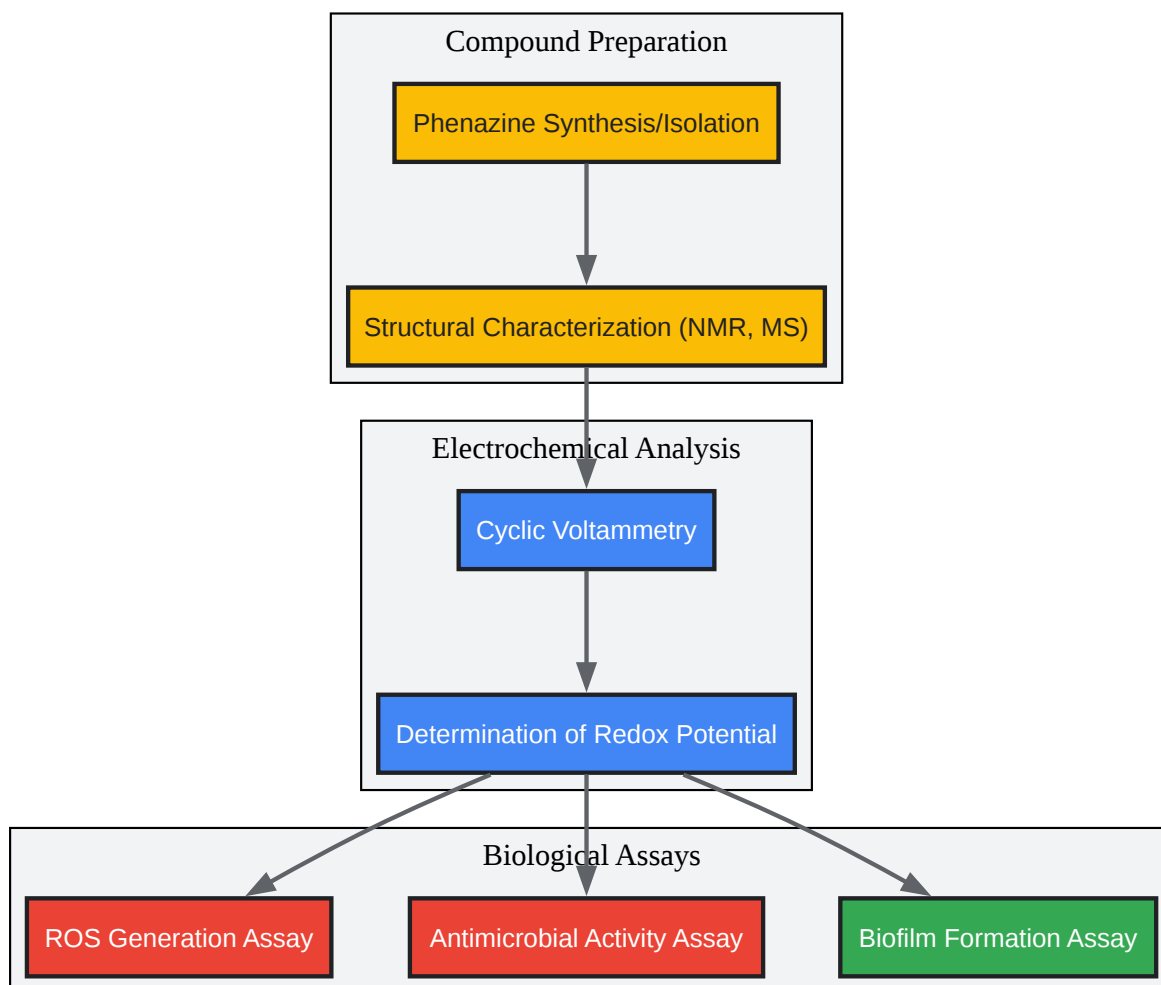 Compound Preparation
Phenazine Synthesis/Isolation
Structural Characterization (NMR, MS)
Electrochemical Analysis
Cyclic Voltammetry
Determination of Redox Potential
Biological Assays
ROS Generation Assay
Antimicrobial Activity Assay
Biofilm Formation Assay